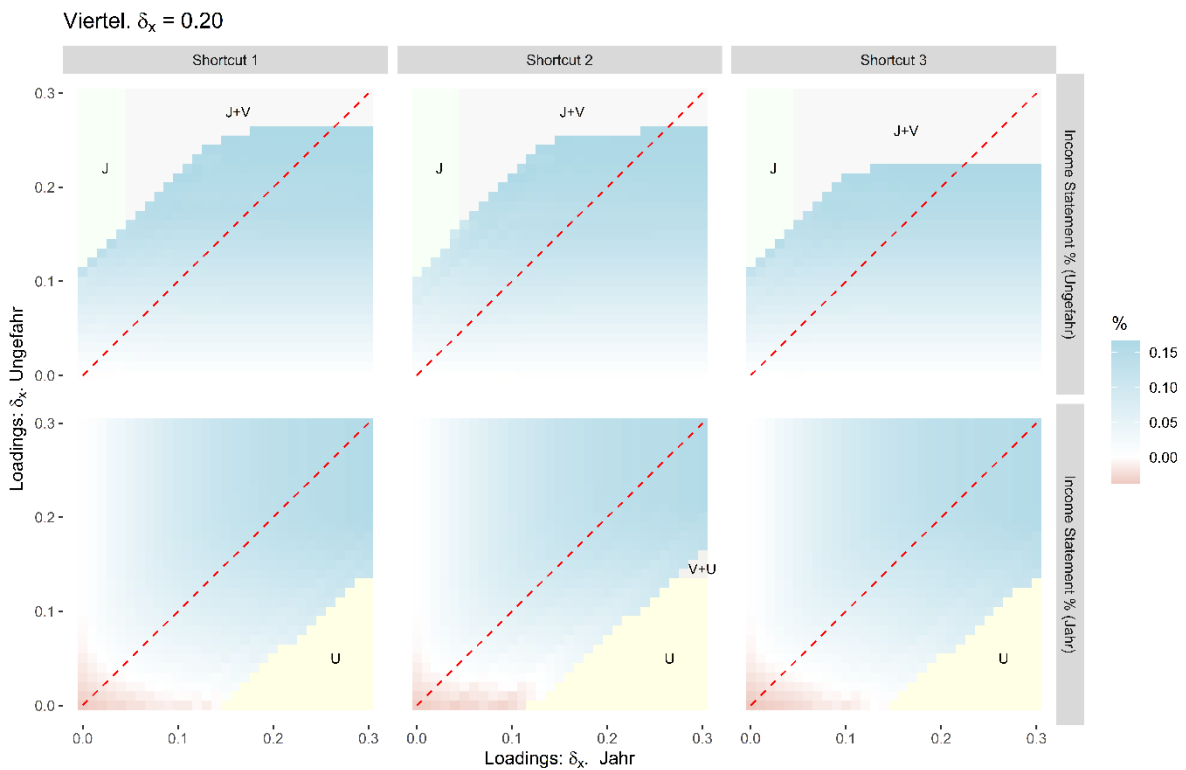 Viertel. δx = 0.20
Shortcut 1
Shortcut 2
Shortcut 3
0.3
0.2
0.1
0.0
J
J+V
J
J+V
J
J+V
Income Statement % (Ungefahr)
0.3
0.2
0.1
0.0
U
V+U
U
U
Income Statement % (Jahr)
0.0
0.1
0.2
0.3
0.0
0.1
0.2
0.3
0.0
0.1
0.2
0.3
Loadings: δx. Ungefahr
Loadings: δx. Jahr
%
0.15
0.10
0.05
0.00